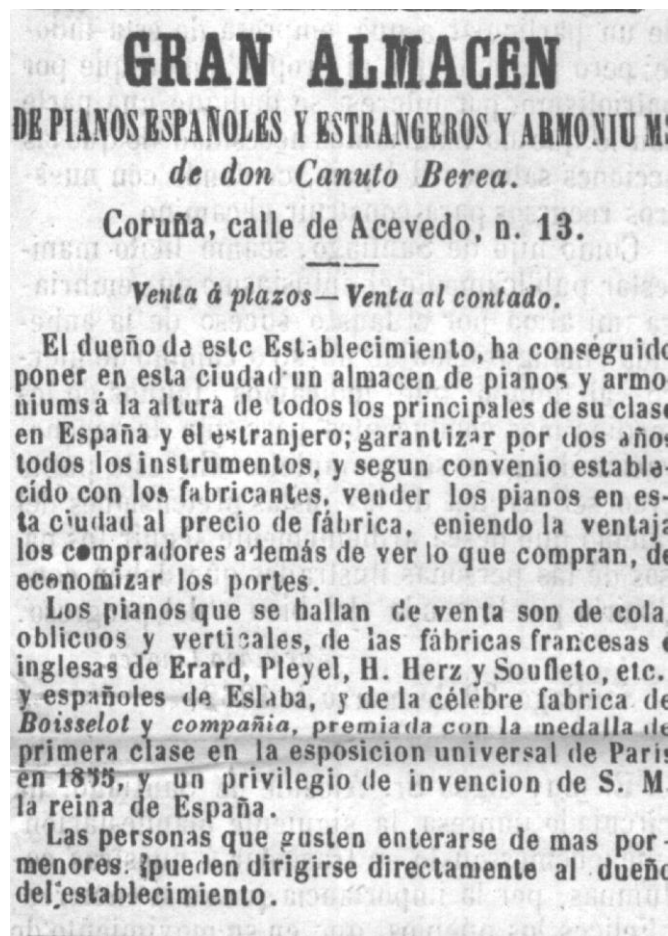 GRAN ALMACEN
DE PIANOS ESPAÑOLES Y ESTRANGEROS Y ARMONIUMS
de don Canuto Berea.
Coruña, calle de Acevedo, n. 13.
Venta á plazos—Venta al contado.
El dueño de este Establecimiento, ha conseguido
poner en esta ciudad un almacen de pianos y armo-
niums á la altura de todos los principales de su clase
en España y el estranjero; garantizar por dos años
todos los instrumentos, y segun convenio estable-
cido con los fabricantes, vender los pianos en es-
ta ciudad al precio de fábrica, eniendo la ventaja
los compradores además de ver lo que compran, de
economizar los portes.
Los pianos que se hallan de venta son de cola
oblicuos y verticales, de las fábricas francesas e
inglesas de Erard, Pleyel, H. Herz y Soufleto, etc.
y españoles de Eslaba, y de la célebre fabrica de
Boisselot y compañia, premiada con la medalla de
primera clase en la esposicion universal de Paris
en 1855, y un privilegio de invencion de S. M.
la reina de España.
Las personas que gusten enterarse de mas por-
menores. pueden dirigirse directamente al dueño
del establecimiento.